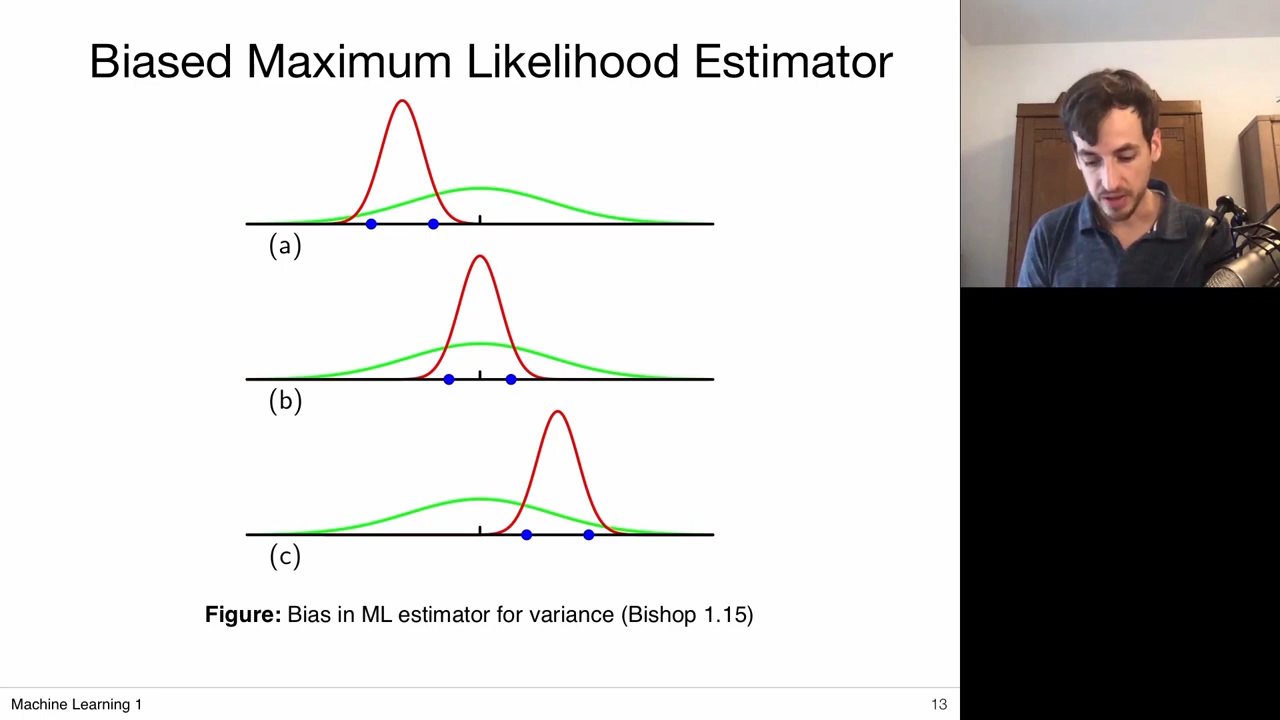 Biased Maximum Likelihood Estimator
(a)
(b)
(c)
Figure: Bias in ML estimator for variance (Bishop 1.15)
Machine Learning 1
13